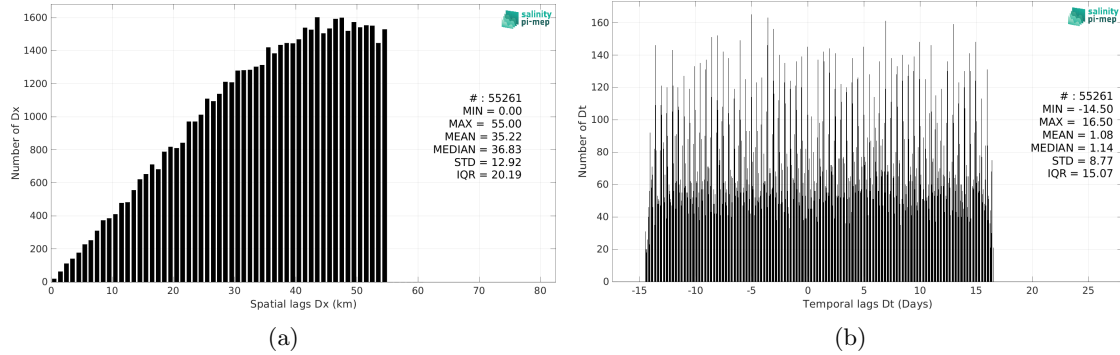 salinity
pi-mep
Number of Dx
1600
1400
1200
1000
800
600
400
200
0
# : 55261
MIN = 0.00
MAX = 55.00
MEAN = 35.22
MEDIAN = 36.83
STD = 12.92
IQR = 20.19
0 10 20 30 40 50 60 70 80
Spatial lags Dx (km)
(a)
salinity
pi-mep
Number of Dt
160
140
120
100
80
60
40
20
0
# : 55261
MIN = -14.50
MAX = 16.50
MEAN = 1.08
MEDIAN = 1.14
STD = 8.77
IQR = 15.07
-15 -10 -5 0 5 10 15 20 25
Temporal lags Dt (Days)
(b)